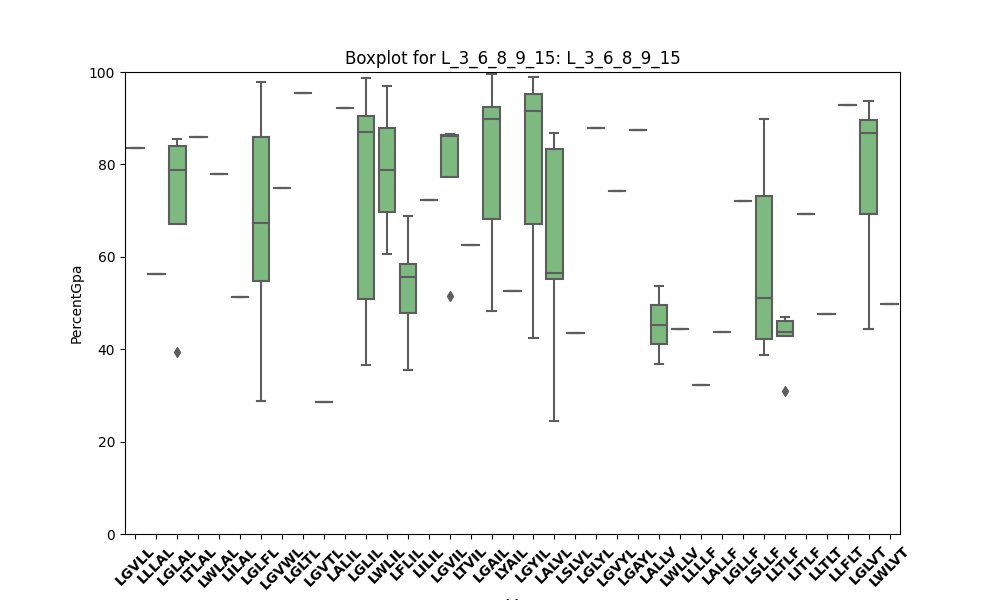 Boxplot for L_3_6_8_9_15: L_3_6_8_9_15
PercentGpa
100
80
60
40
20
0
LGVLL LLLAL LGLAL LTLAL LWLAL LILAL LGLFL LGVWL LGLTL LGVTL LALIL LGLIL LWLIL LFLIL LILIL LGVIL LTVIL LGAIL LYAIL LGYIL LALVL LSLVL LGLYL LGVYL LGAYL LALLV LWLLV LLLLF LALLF LGLLF LSLLF LLTLF LITLF LLTLT LLFLT LGLVT LWLVT